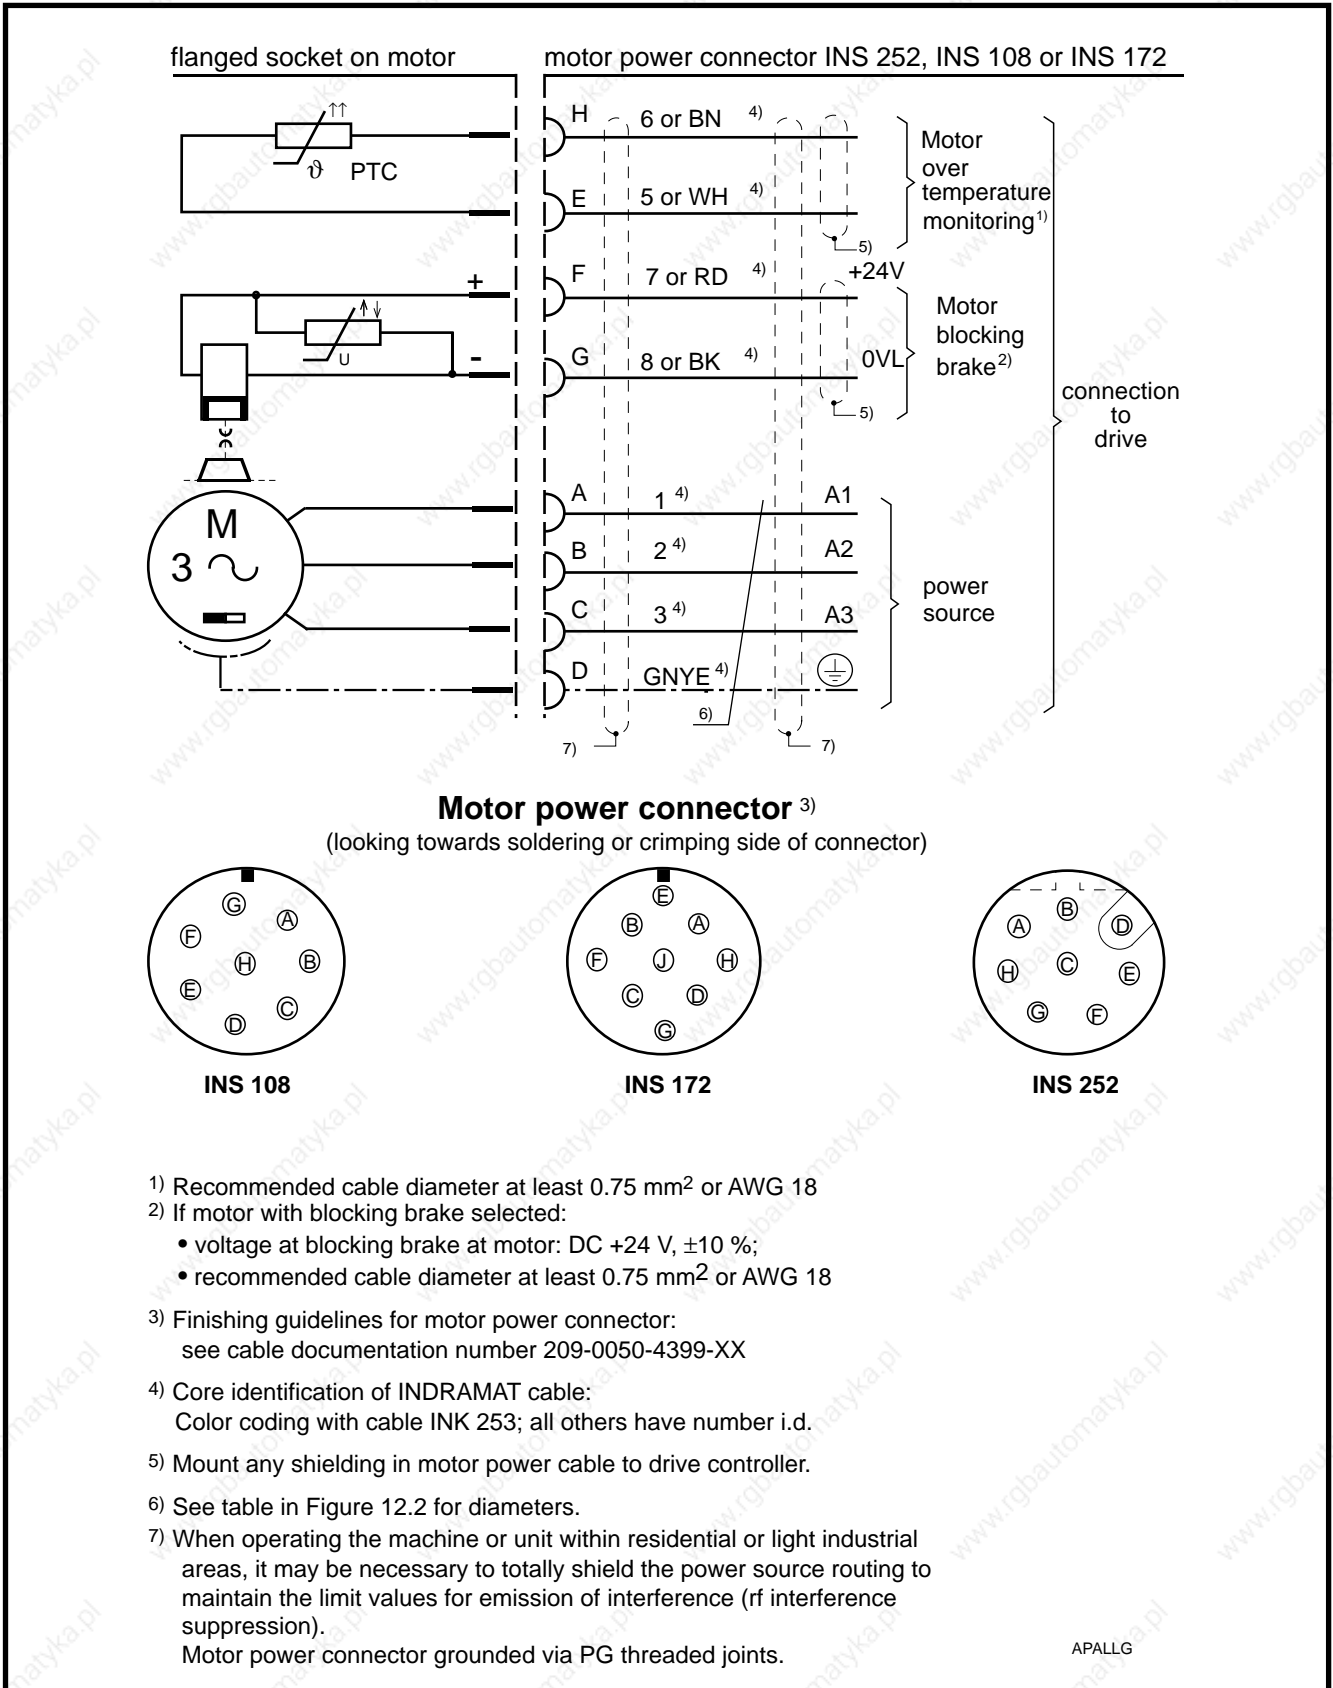 flanged socket on motor
motor power connector INS 252, INS 108 or INS 172
H 6 or BN 4)
ϑ PTC
Motor
over
temperature
monitoring1)
E 5 or WH 4)
5)
+ F 7 or RD 4) +24V
U
Motor
blocking
brake2)
- G 8 or BK 4) 0VL
5)
connection
to
drive
M
3
A 1 4) A1
B 2 4) A2
C 3 4) A3
power
source
D GNYE 4)
6)
7) 7)
Motor power connector 3)
(looking towards soldering or crimping side of connector)
G A F H B E C D
E B A F J H C D G
B A D H C E G F
INS 108 INS 172 INS 252
1) Recommended cable diameter at least 0.75 mm2 or AWG 18
2) If motor with blocking brake selected:
• voltage at blocking brake at motor: DC +24 V, ±10 %;
• recommended cable diameter at least 0.75 mm2 or AWG 18
3) Finishing guidelines for motor power connector:
see cable documentation number 209-0050-4399-XX
4) Core identification of INDRAMAT cable:
Color coding with cable INK 253; all others have number i.d.
5) Mount any shielding in motor power cable to drive controller.
6) See table in Figure 12.2 for diameters.
7) When operating the machine or unit within residential or light industrial
areas, it may be necessary to totally shield the power source routing to
maintain the limit values for emission of interference (rf interference
suppression).
Motor power connector grounded via PG threaded joints.
APALLG
www.rgbautomatyka.pl